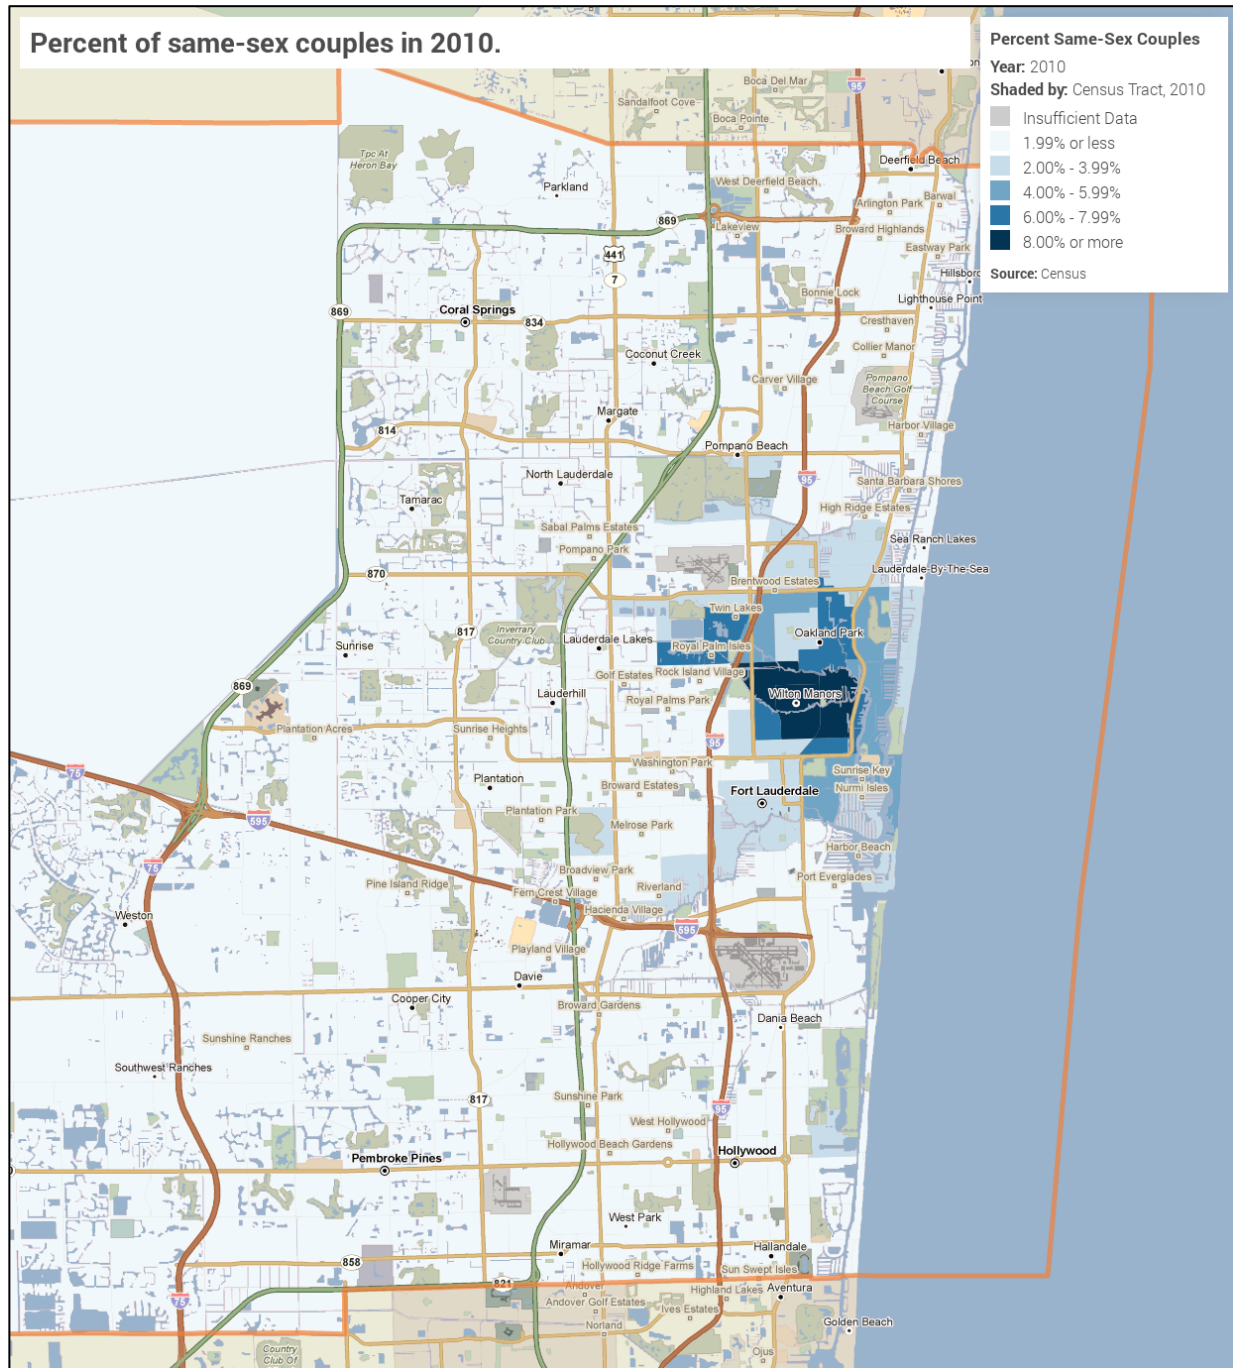 Percent of same-sex couples in 2010.
Percent Same-Sex Couples
Year: 2010
Shaded by: Census Tract, 2010
Insufficient Data
1.99% or less
2.00% - 3.99%
4.00% - 5.99%
6.00% - 7.99%
8.00% or more
Source: Census
Boca Del Mar
95
Sandalfoot Cove
Boca Pointe
Tpc At
Heron Bay
Deerfield Beach
Parkland
West Deerfield Beach
Barwal
Arlington Park
869
Lakeview
Broward Highlands
441
Eastway Park
7
Hillsbor
Bonnie Lock
Lighthouse Point
869
Coral Springs
834
Cresthaven
Collier Manor
Coconut Creek
Carver Village
Pompano
Beach Golf
Course
Margate
Harbor Village
814
Pompano Beach
North Lauderdale
95
Santa Barbara Shores
Tamarac
High Ridge Estates
Sabal Palms Estates
Sea Ranch Lakes
Pompano Park
870
Lauderdale-By-The-Sea
Brentwood Estates
Twin Lakes
817
Inverrary
Country Club
Lauderdale Lakes
Oakland Park
Sunrise
Royal Palm Isles
Golf Estates
Rock Island Village
869
Lauderhill
Royal Palms Park
Wilton Manors
Plantation Acres
Sunrise Heights
95
75
Washington Park
Sunrise Key
Plantation
Broward Estates
Fort Lauderdale
Nurmi Isles
595
Plantation Park
Melrose Park
Harbor Beach
75
Broadview Park
Port Everglades
Pine Island Ridge
Fern Crest Village
Riverland
Weston
Hacienda Village
595
Playland Village
Davie
Cooper City
Broward Gardens
Dania Beach
Sunshine Ranches
Southwest Ranches
817
Sunshine Park
95
West Hollywood
Hollywood Beach Gardens
Pembroke Pines
Hollywood
West Park
Miramar
Hallandale
858
Hollywood Ridge Farms
Sun Swept Isles
821
Andover
Highland Lakes
Aventura
75
Andover Golf Estates
Ives Estates
Norland
Golden Beach
Country
Club Of
Ojus